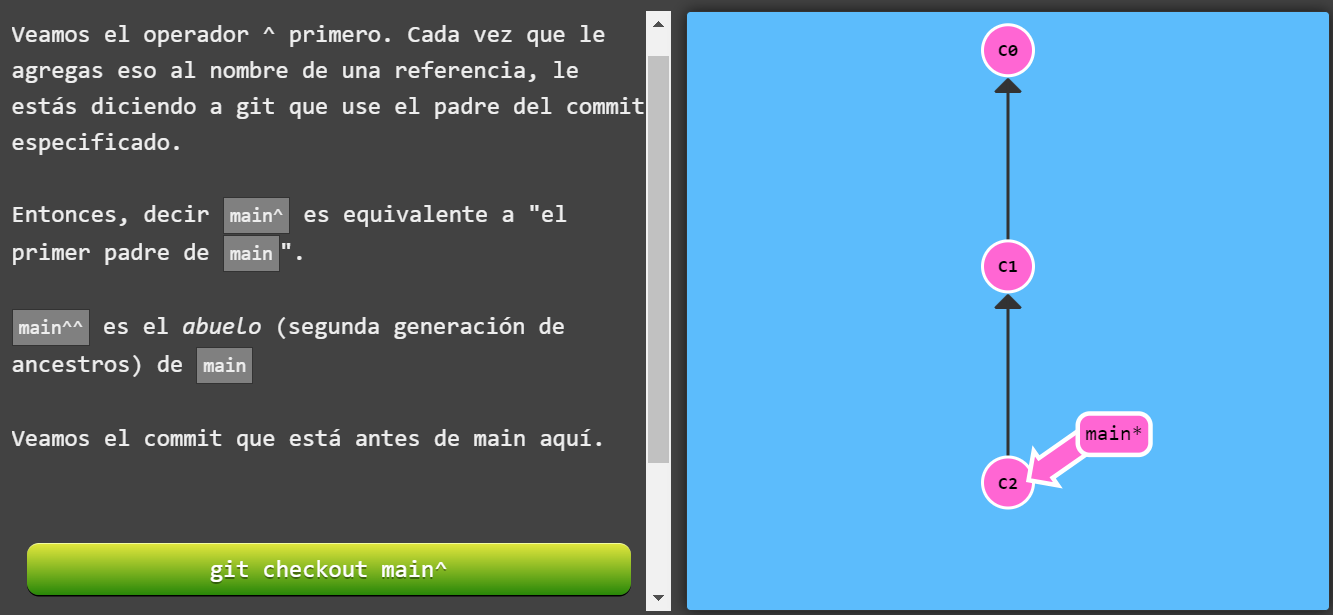 Veamos el operador ^ primero. Cada vez que le
agregas eso al nombre de una referencia, le
estás diciendo a git que use el padre del commit
especificado.
Entonces, decir main^ es equivalente a "el
primer padre de main".
main^^ es el abuelo (segunda generación de
ancestros) de main
Veamos el commit que está antes de main aquí.
git checkout main^
C0
C1
main*
C2